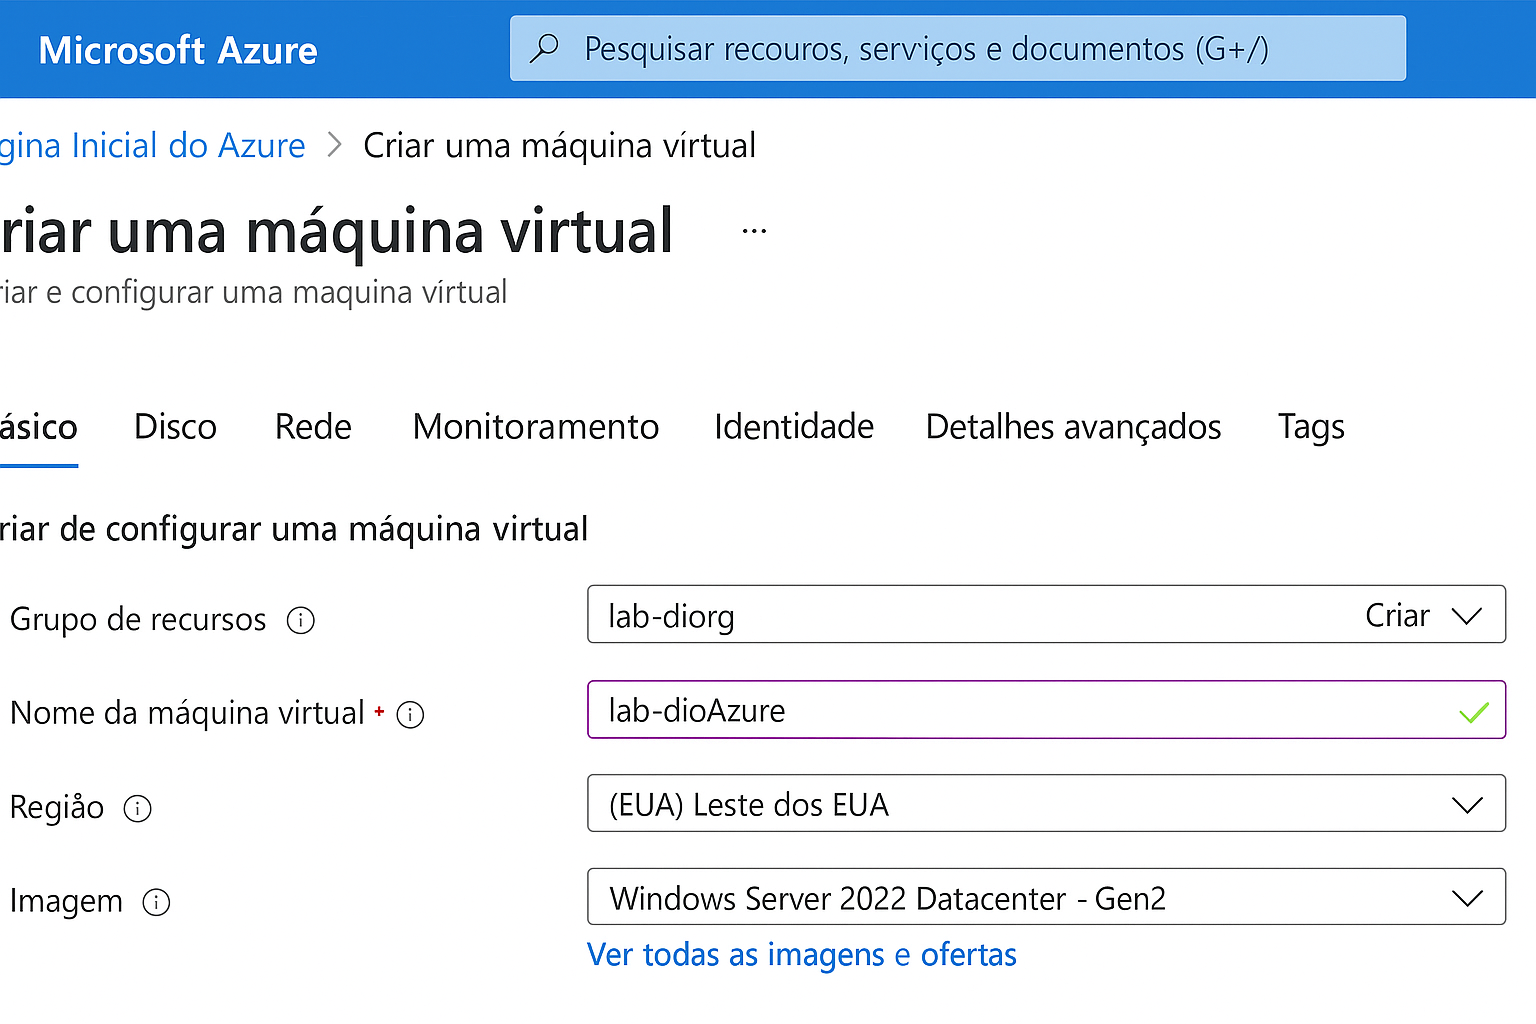 Microsoft Azure
Pesquisar recouros, serviços e documentos (G+/)
gina Inicial do Azure > Criar uma máquina vírtual
riar uma máquina virtual ...
riar e configurar uma maquina vírtual
ásico Disco Rede Monitoramento Identidade Detalhes avançados Tags
riar de configurar uma máquina virtual
Grupo de recursos lab-diorg Criar
Nome da máquina virtual * lab-dioAzure
Regiåo (EUA) Leste dos EUA
Imagem Windows Server 2022 Datacenter - Gen2
Ver todas as imagens e ofertas